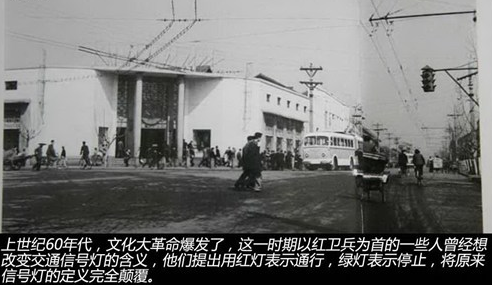 上世纪60年代，文化大革命爆发了，这一时期以红卫兵为首的一些人曾经想
改变交通信号灯的含义，他们提出用红灯表示通行，绿灯表示停止，将原来
信号灯的定义完全颠覆。